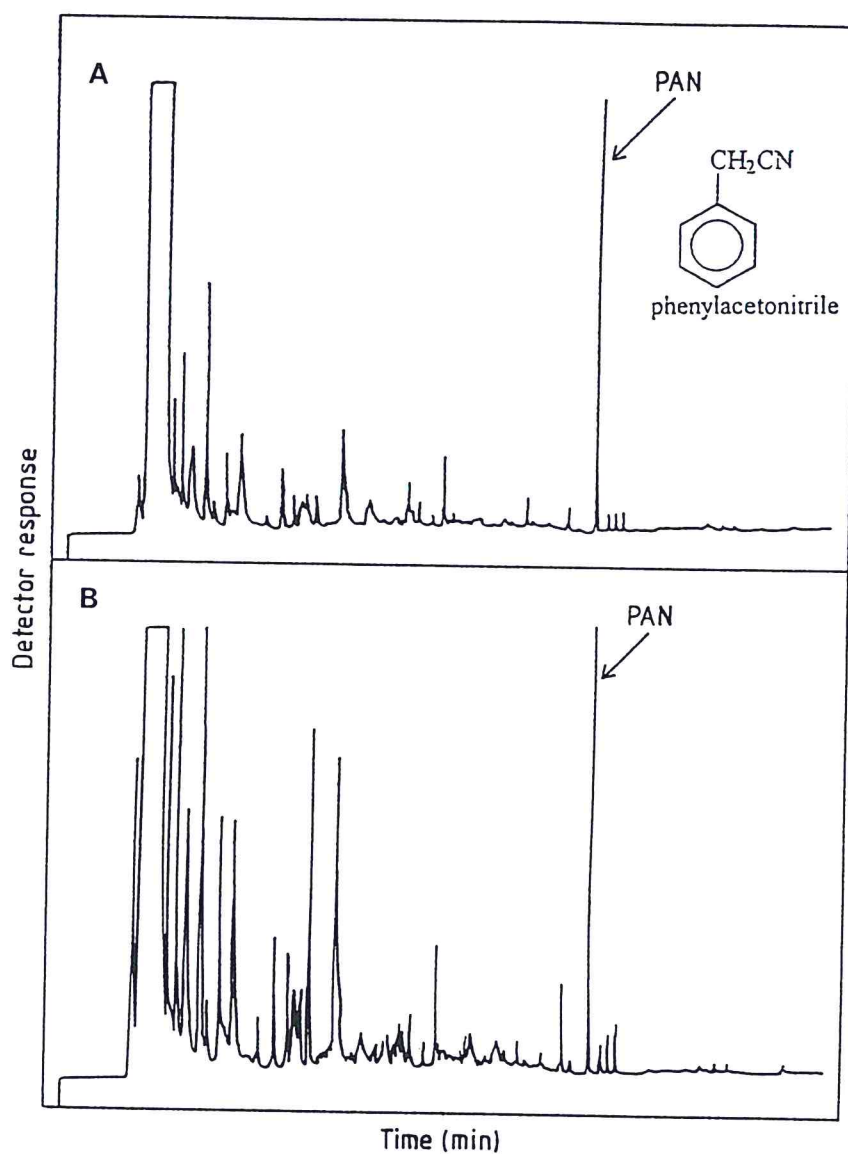 A
PAN
CH₂CN
phenylacetonitrile
Detector response
B
PAN
Time (min)